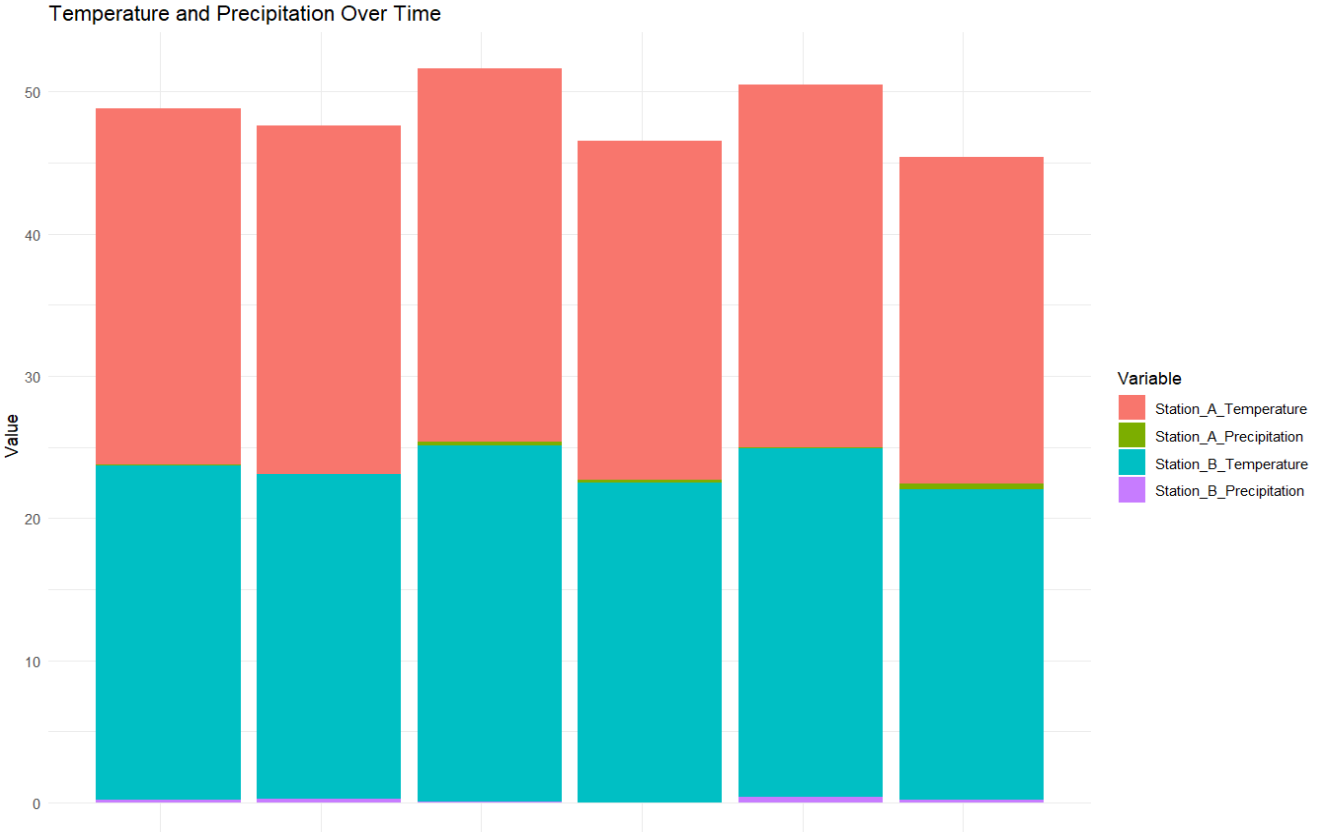 Temperature and Precipitation Over Time
50
40
30
20
10
0
Value
Variable
Station_A_Temperature
Station_A_Precipitation
Station_B_Temperature
Station_B_Precipitation